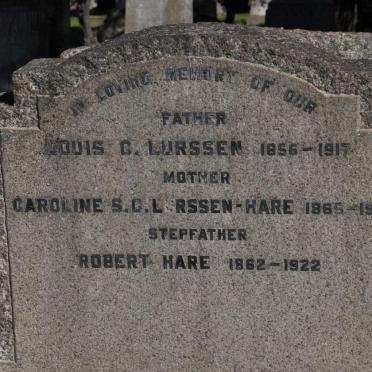 IN LOVING MEMORY OF OUR
FATHER
LOUIS C. LURSSEN 1856-1917
MOTHER
CAROLINE S.C. L RSSEN-HARE 1865-19
STEPFATHER
ROBERT HARE 1862-1922